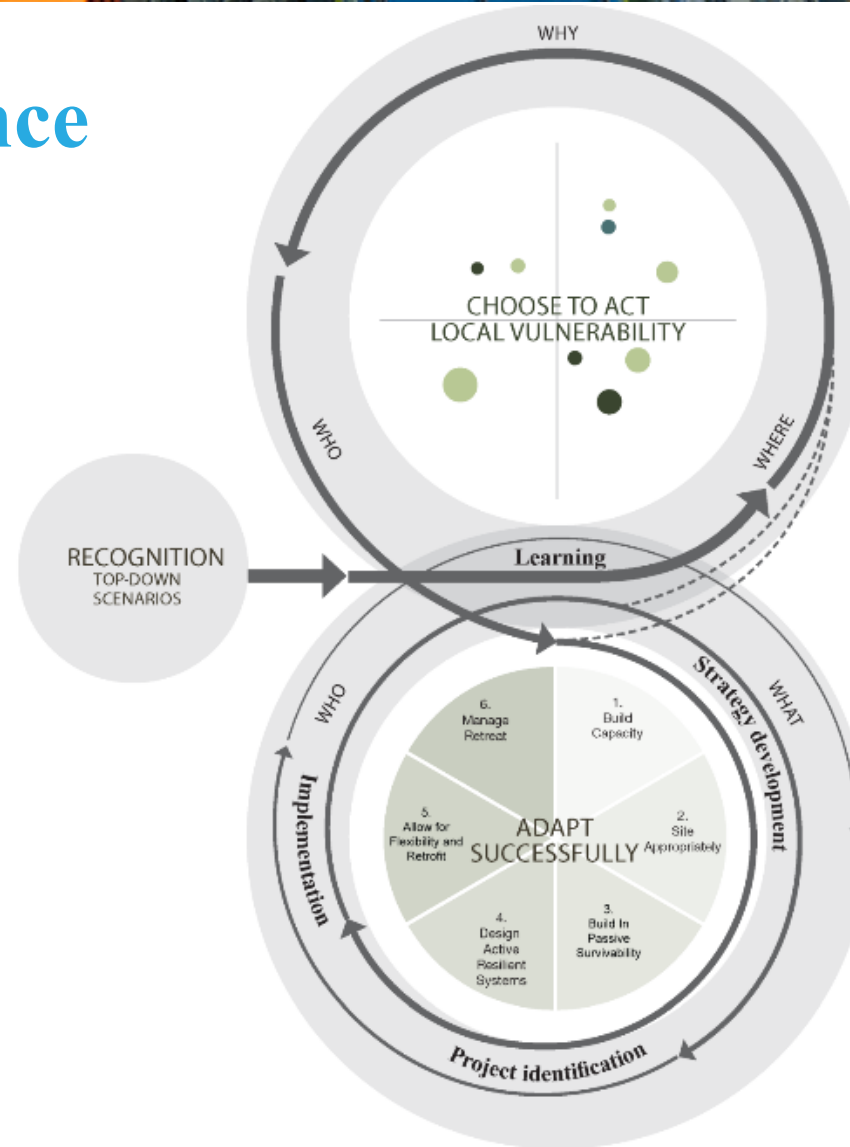 nce
WHY
CHOOSE TO ACT
LOCAL VULNERABILITY
WHO
WHERE
RECOGNITION
TOP-DOWN
SCENARIOS
Learning
WHO
WHAT
Strategy development
Implementation
Project identification
ADAPT
SUCCESSFULLY
1.
Build
Capacity
2.
Site
Appropriately
3.
Build In
Passive
Survivability
4.
Design
Active
Resilient
Systems
5.
Allow for
Flexibility and
Retrofit
6.
Manage
Retreat